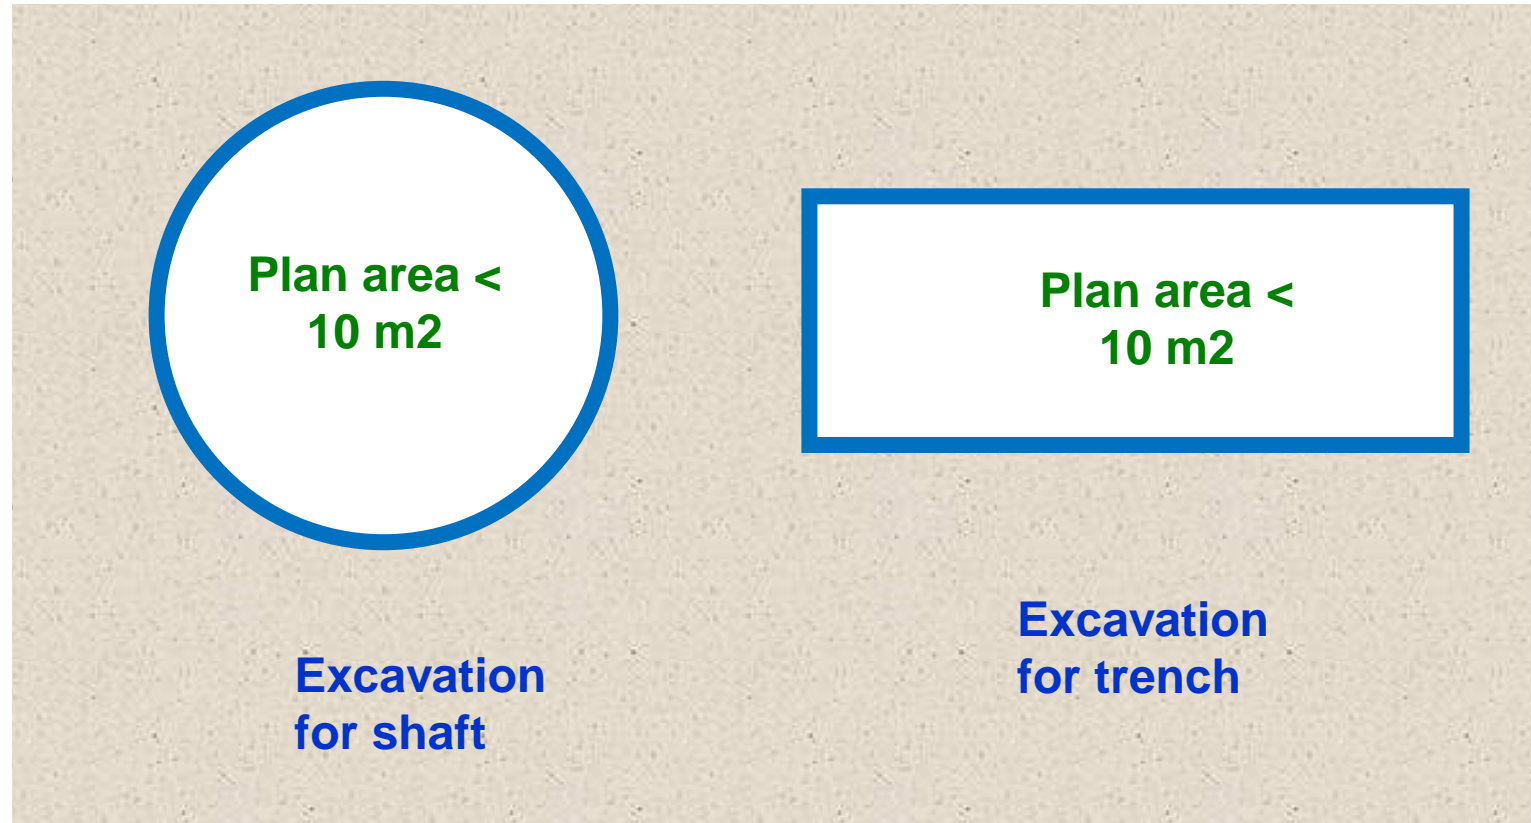 Plan area <
10 m2
Excavation
for shaft
Plan area <
10 m2
Excavation
for trench